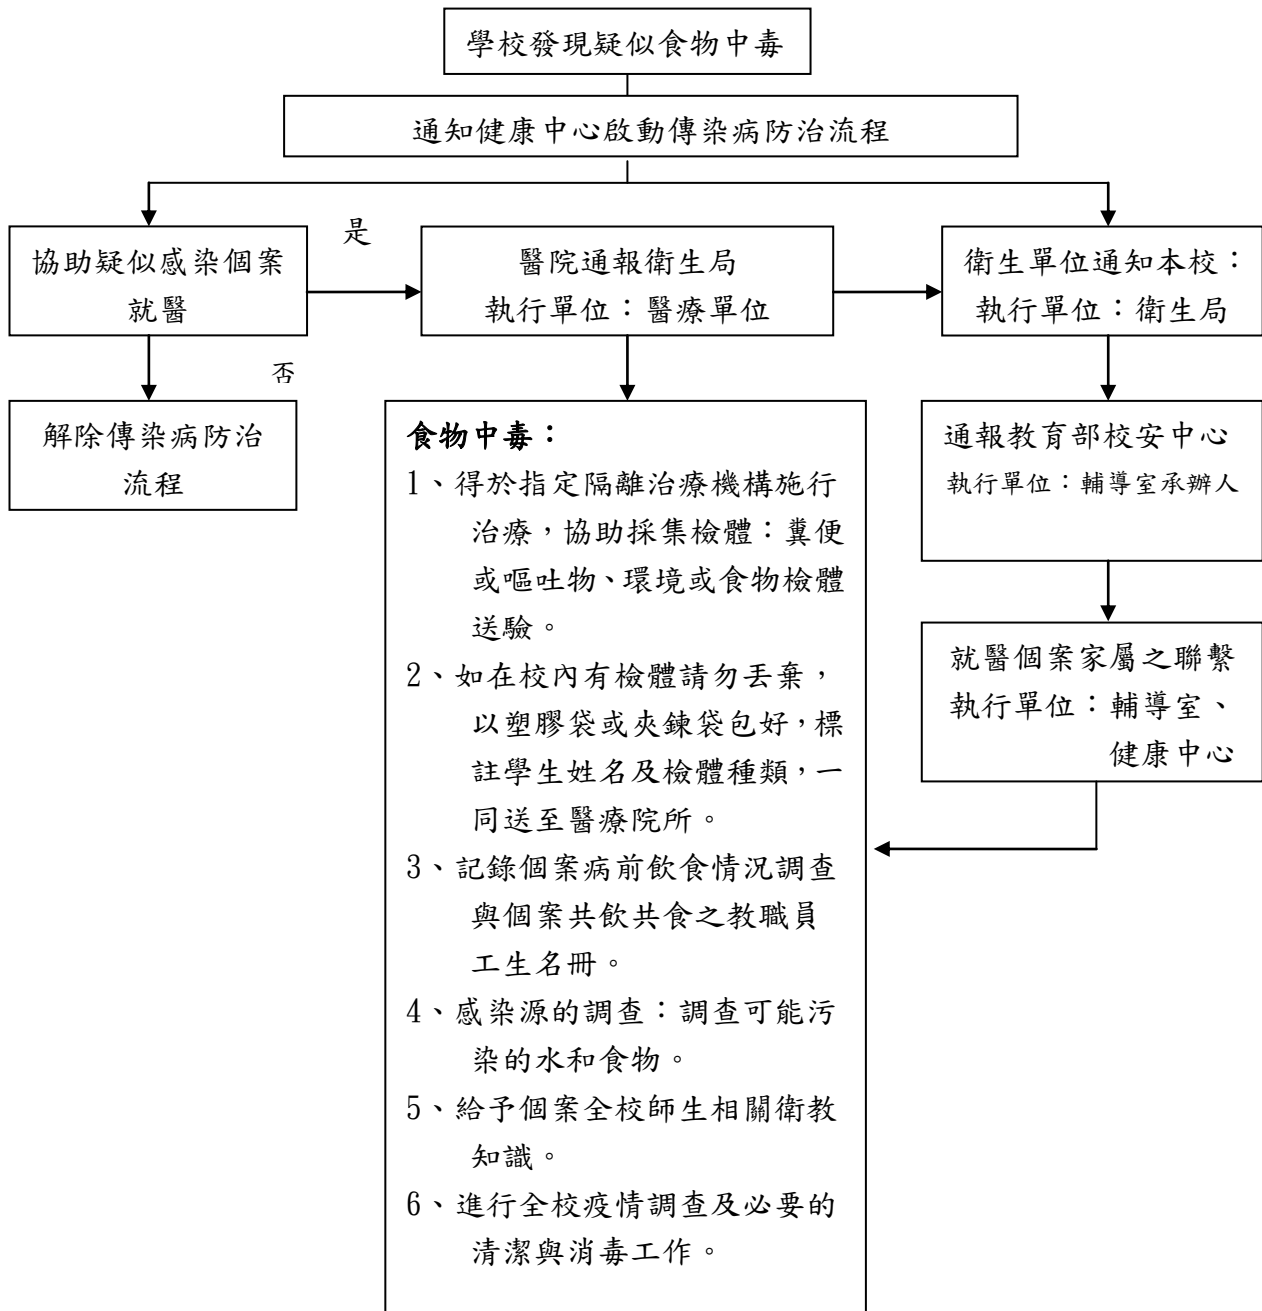 學校發現疑似食物中毒
通知健康中心啟動傳染病防治流程
協助疑似感染個案
就醫
是
醫院通報衛生局
執行單位：醫療單位
衛生單位通知本校：
執行單位：衛生局
否
解除傳染病防治
流程
食物中毒：
1、得於指定隔離治療機構施行
治療，協助採集檢體：糞便
或嘔吐物、環境或食物檢體
送驗。
2、如在校內有檢體請勿丟棄，
以塑膠袋或夾鍊袋包好，標
註學生姓名及檢體種類，一
同送至醫療院所。
3、記錄個案病前飲食情況調查
與個案共飲共食之教職員
工生名冊。
4、感染源的調查：調查可能污
染的水和食物。
5、給予個案全校師生相關衛教
知識。
6、進行全校疫情調查及必要的
清潔與消毒工作。
通報教育部校安中心
執行單位：輔導室承辦人
就醫個案家屬之聯繫
執行單位：輔導室、
健康中心